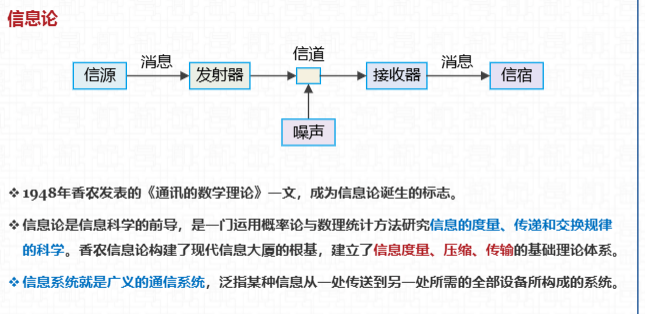 信息论
信道
消息
消息
信源
发射器
接收器
信宿
噪声
❖1948年香农发表的《通讯的数学理论》一文，成为信息论诞生的标志。
❖信息论是信息科学的前导，是一门运用概率论与数理统计方法研究信息的度量、传递和交换规律
的科学。香农信息论构建了现代信息大厦的根基，建立了信息度量、压缩、传输的基础理论体系。
❖信息系统就是广义的通信系统，泛指某种信息从一处传送到另一处所需的全部设备所构成的系统。